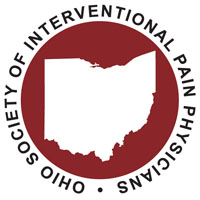 OHIO SOCIETY OF INTERVENTIONAL PAIN PHYSICIANS •